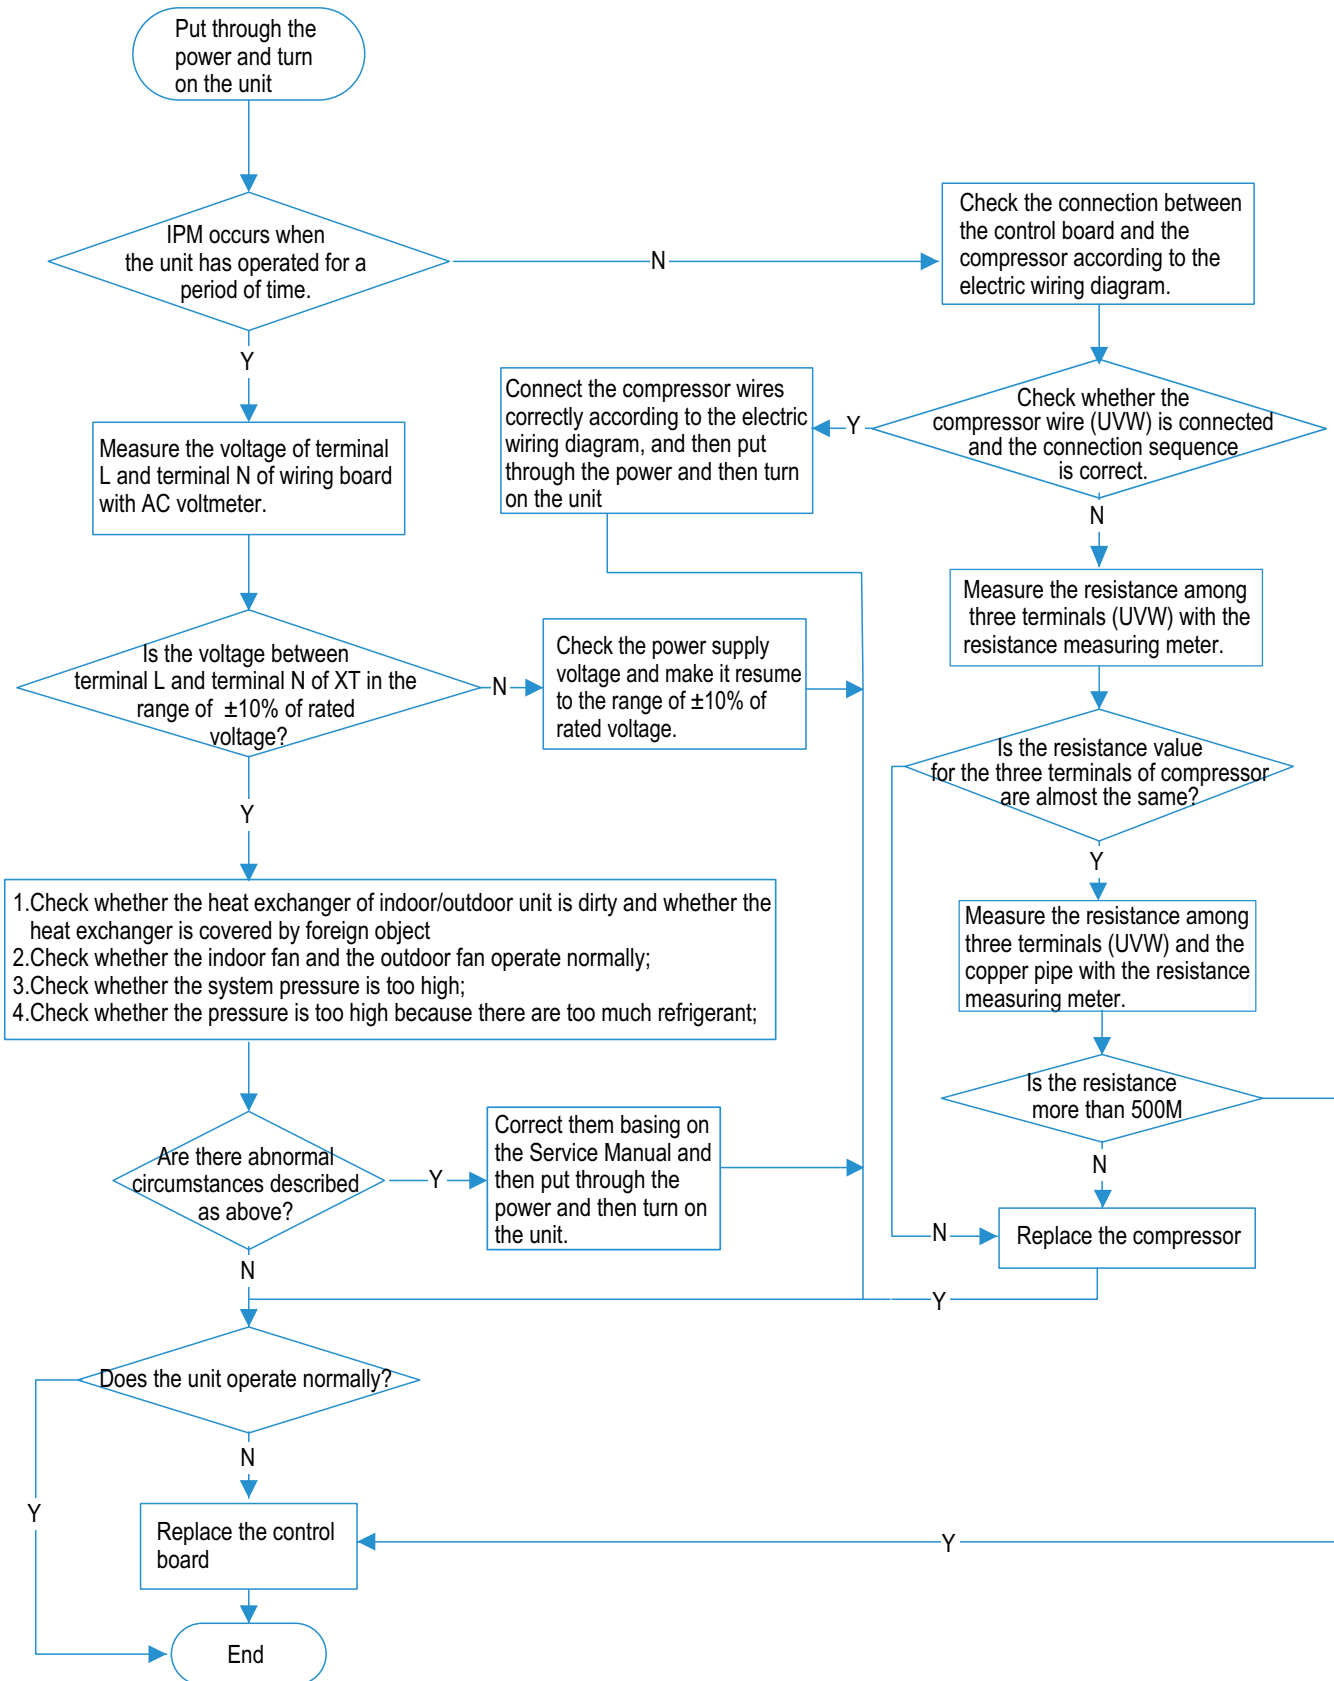 Put through the
power and turn
on the unit
IPM occurs when
the unit has operated for a
period of time.
N
Check the connection between
the control board and the
compressor according to the
electric wiring diagram.
Y
Connect the compressor wires
correctly according to the electric
wiring diagram, and then put
through the power and then turn
on the unit
Y
Check whether the
compressor wire (UVW) is connected
and the connection sequence
is correct.
Measure the voltage of terminal
L and terminal N of wiring board
with AC voltmeter.
N
Measure the resistance among
three terminals (UVW) with the
resistance measuring meter.
Is the voltage between
terminal L and terminal N of XT in the
range of ±10% of rated
voltage?
N
Check the power supply
voltage and make it resume
to the range of ±10% of
rated voltage.
Is the resistance value
for the three terminals of compressor
are almost the same?
Y
Y
1.Check whether the heat exchanger of indoor/outdoor unit is dirty and whether the
heat exchanger is covered by foreign object
2.Check whether the indoor fan and the outdoor fan operate normally;
3.Check whether the system pressure is too high;
4.Check whether the pressure is too high because there are too much refrigerant;
Measure the resistance among
three terminals (UVW) and the
copper pipe with the resistance
measuring meter.
Is the resistance
more than 500M
Are there abnormal
circumstances described
as above?
Y
Correct them basing on
the Service Manual and
then put through the
power and then turn on
the unit.
N
N
Replace the compressor
N
Y
Does the unit operate normally?
N
Y
Replace the control
board
Y
End